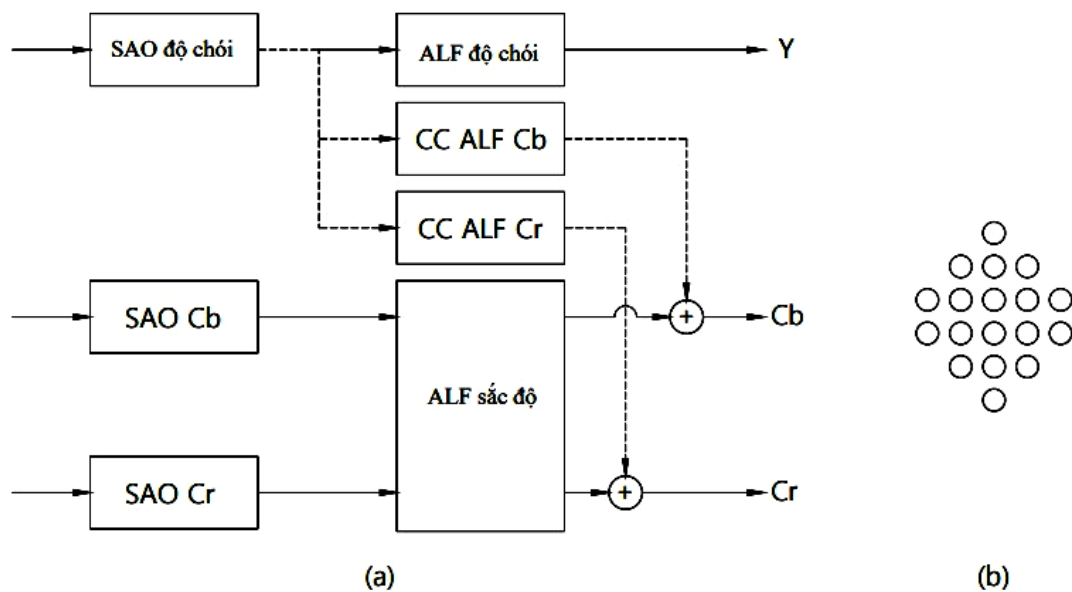 SAO độ chói
ALF độ chói
Y
CC ALF Cb
CC ALF Cr
SAO Cb
+
Cb
ALF sắc độ
SAO Cr
+
Cr
(a)
(b)